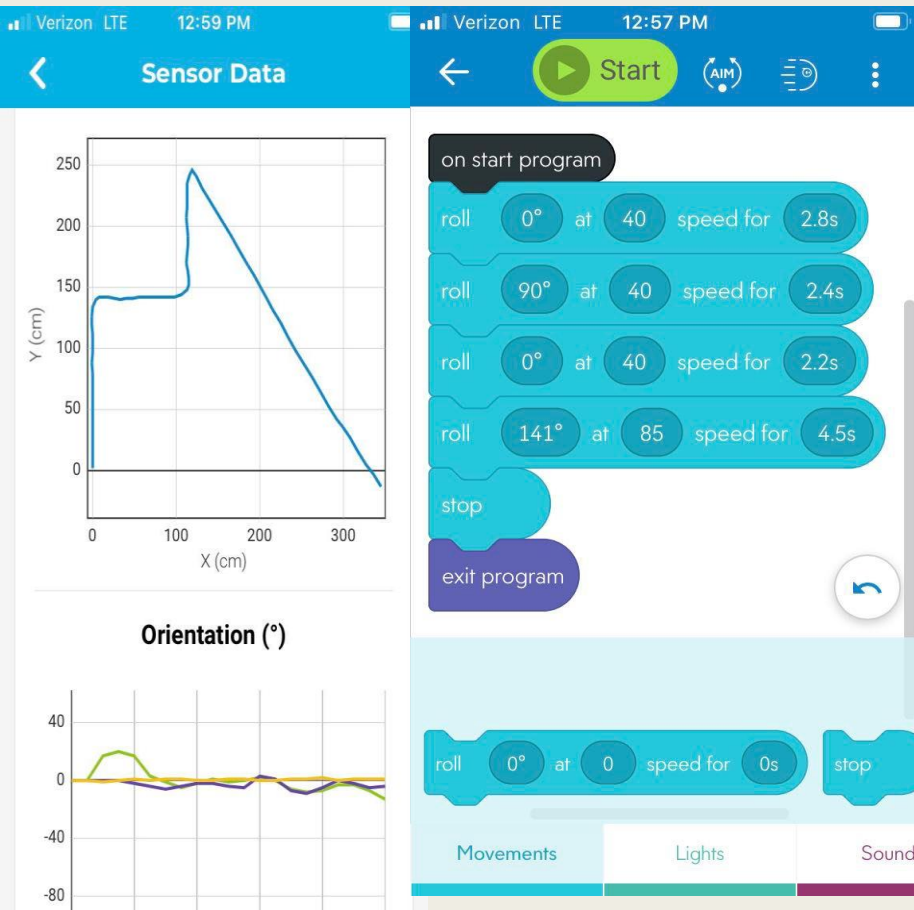 Verizon LTE 12:59 PM
Sensor Data
250
200
150
100
50
0
Y (cm)
0 100 200 300
X (cm)
Orientation (°)
40
0
-40
-80
Verizon LTE 12:57 PM
Start AIM
on start program
roll 0° at 40 speed for 2.8s
roll 90° at 40 speed for 2.4s
roll 0° at 40 speed for 2.2s
roll 141° at 85 speed for 4.5s
stop
exit program
roll 0° at 0 speed for 0s stop
Movements Lights Sound